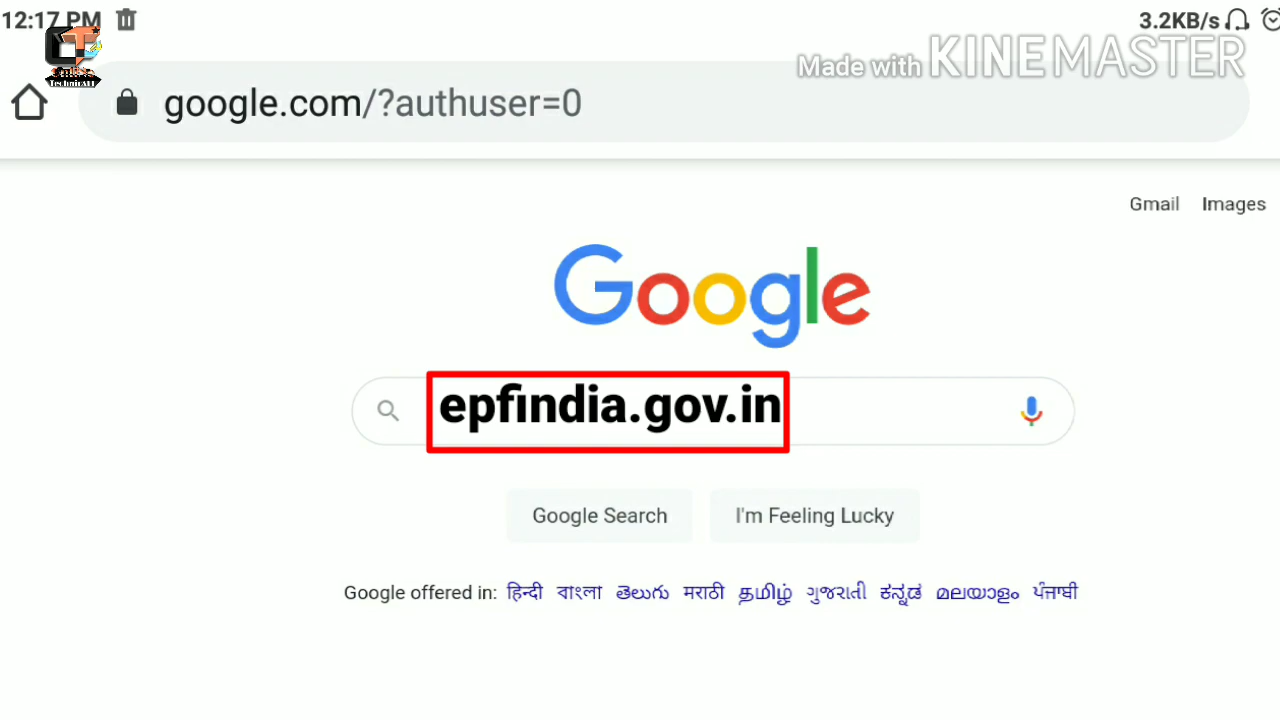 12:17 PM
3.2KB/s
Made with KINEMASTER
google.com/?authuser=0
Gmail Images
Google
epfindia.gov.in
Google Search I'm Feeling Lucky
Google offered in: हिन्दी বাংলা తెలుగు मराठी தமிழ் ગુજરાતી ಕನ್ನಡ മലയാളം ਪੰਜਾਬੀ